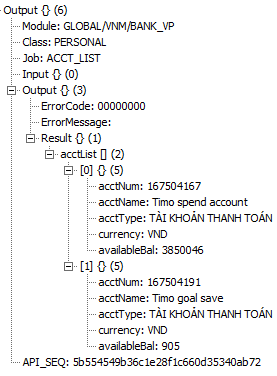 Output {} (6)
Module: GLOBAL/VNM/BANK_VP
Class: PERSONAL
Job: ACCT_LIST
Input {} (0)
Output {} (3)
ErrorCode: 00000000
ErrorMessage:
Result {} (1)
acctList [] (2)
[0] {} (5)
acctNum: 167504167
acctName: Timo spend account
acctType: TÀI KHOẢN THANH TOÁN
currency: VND
availableBal: 3850046
[1] {} (5)
acctNum: 167504191
acctName: Timo goal save
acctType: TÀI KHOẢN THANH TOÁN
currency: VND
availableBal: 905
API_SEQ: 5b554549b36c1e28f1c660d35340ab72